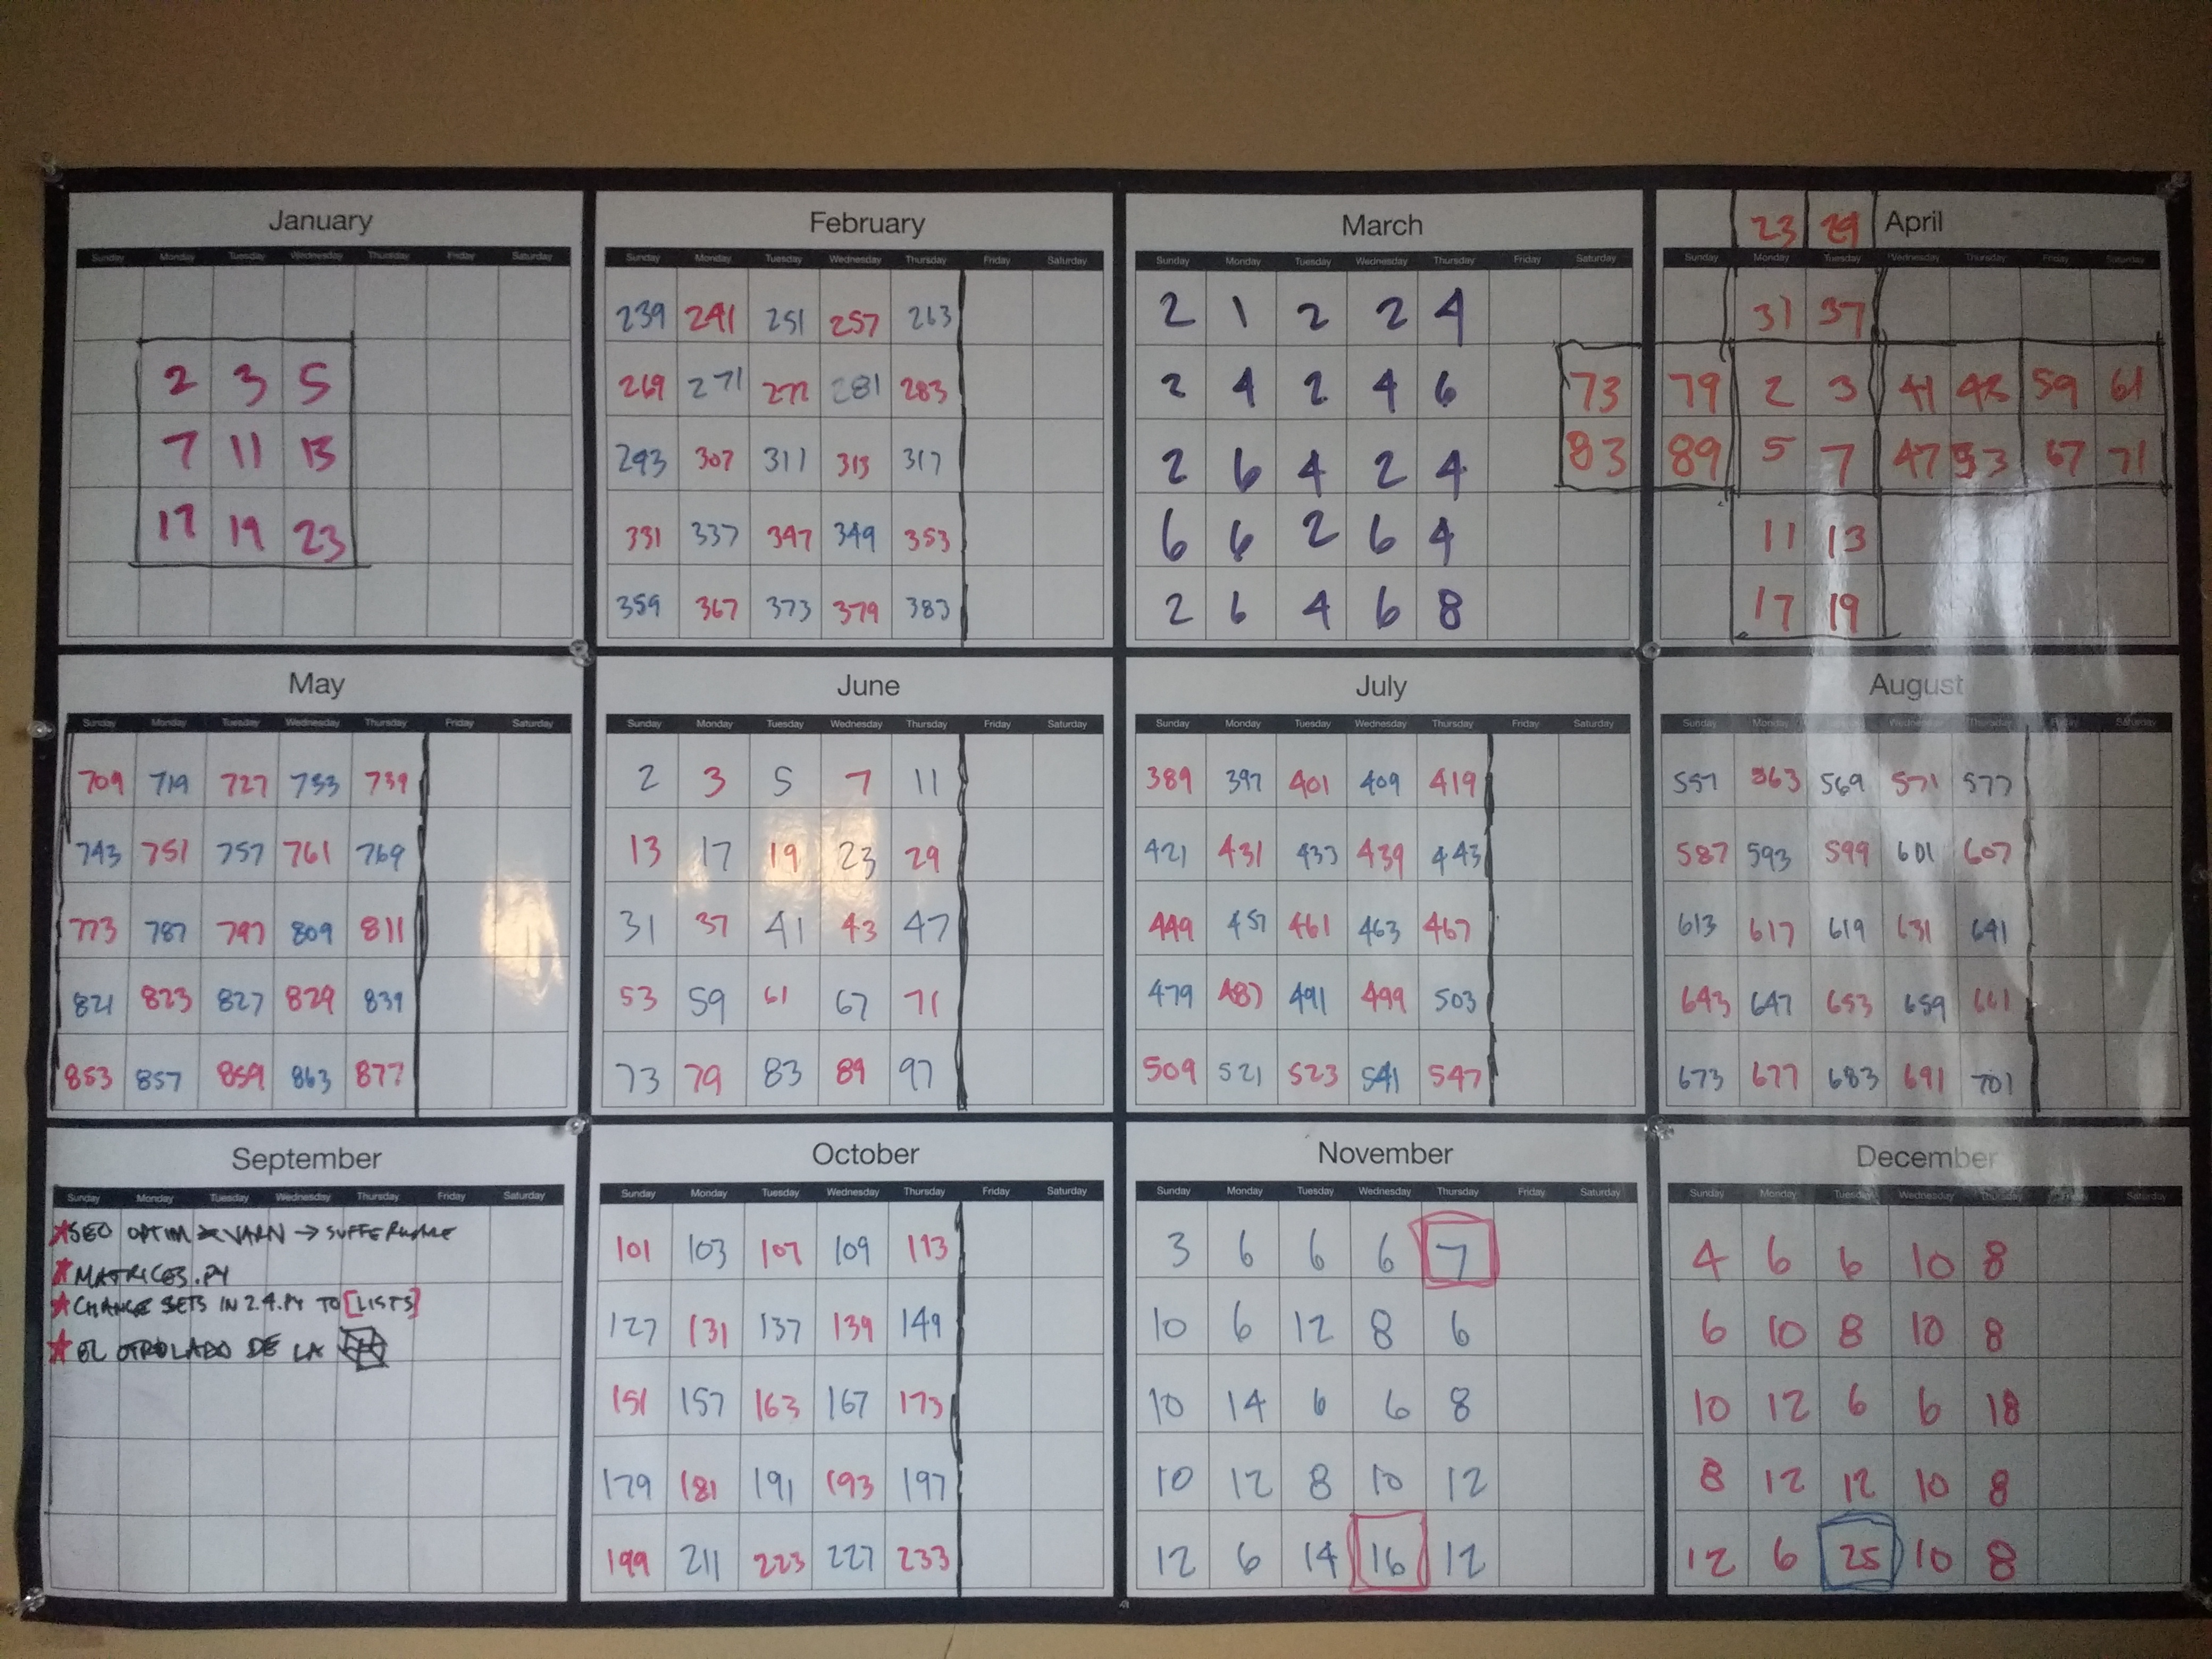 January
Sunday Monday Tuesday Wednesday Thursday Friday Saturday
2 3 5
7 11 13
17 19 23
February
Sunday Monday Tuesday Wednesday Thursday Friday Saturday
239 241 251 257 263
269 271 277 281 283
293 307 311 313 317
331 337 347 349 353
359 367 373 379 383
March
Sunday Monday Tuesday Wednesday Thursday Friday Saturday
2 1 2 2 4
2 4 2 4 6
2 6 4 2 4
6 6 2 6 4
2 6 4 6 8
23 29 April
Sunday Monday Tuesday Wednesday Thursday Friday Saturday
31 37
73 79 2 3 41 43 59 61
83 89 5 7 47 53 67 71
11 13
17 19
May
Sunday Monday Tuesday Wednesday Thursday Friday Saturday
709 719 727 733 739
743 751 757 761 769
773 787 797 809 811
821 823 827 829 839
853 857 859 863 877
June
Sunday Monday Tuesday Wednesday Thursday Friday Saturday
2 3 5 7 11
13 17 19 23 29
31 37 41 43 47
53 59 61 67 71
73 79 83 89 97
July
Sunday Monday Tuesday Wednesday Thursday Friday Saturday
389 397 401 409 419
421 431 433 439 443
449 457 461 463 467
479 487 491 499 503
509 521 523 541 547
August
Sunday Monday Tuesday Wednesday Thursday Friday Saturday
557 563 569 571 577
587 593 599 601 607
613 617 619 631 641
643 647 653 659 661
673 677 683 691 701
September
Sunday Monday Tuesday Wednesday Thursday Friday Saturday
SEO OPTIM VARN →
MATRICES.PY
CHANGE SETS IN 2.4.PY TO [LISTS]
EL OTRO LADO DE LA
October
Sunday Monday Tuesday Wednesday Thursday Friday Saturday
101 103 107 109 113
127 131 137 139 149
151 157 163 167 173
179 181 191 193 197
199 211 223 227 233
November
Sunday Monday Tuesday Wednesday Thursday Friday Saturday
3 6 6 6 7
10 6 12 8 6
10 14 6 6 8
10 12 8 10 12
12 6 14 16 12
December
Sunday Monday Tuesday Wednesday Thursday Friday Saturday
4 6 6 10 8
6 10 8 10 8
10 12 6 6 18
8 12 12 10 8
12 6 25 10 8